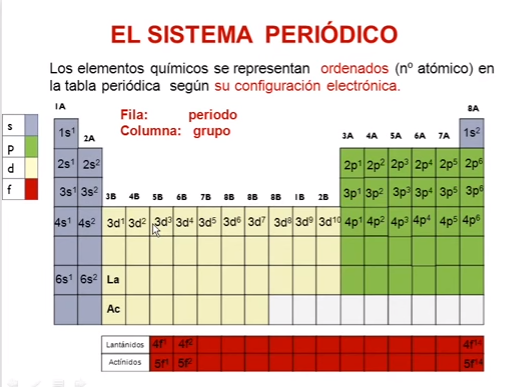 EL SISTEMA PERIÓDICO
Los elementos químicos se representan ordenados (nº atómico) en
la tabla periódica según su configuración electrónica.
s
p
d
f
Fila: periodo
Columna: grupo
1A 8A
1s¹ 2A 3A 4A 5A 6A 7A 1s²
2s¹ 2s² 2p¹ 2p² 2p³ 2p⁴ 2p⁵ 2p⁶
3s¹ 3s² 3B 4B 5B 6B 7B 8B 8B 8B 1B 2B 3p¹ 3p² 3p³ 3p⁴ 3p⁵ 3p⁶
4s¹ 4s² 3d¹ 3d² 3d³ 3d⁴ 3d⁵ 3d⁶ 3d⁷ 3d⁸ 3d⁹ 3d¹⁰ 4p¹ 4p² 4p³ 4p⁴ 4p⁵ 4p⁶
6s¹ 6s² La
Ac
Lantánidos 4f¹ 4f² 4f¹⁴
Actínidos 5f¹ 5f² 5f¹⁴